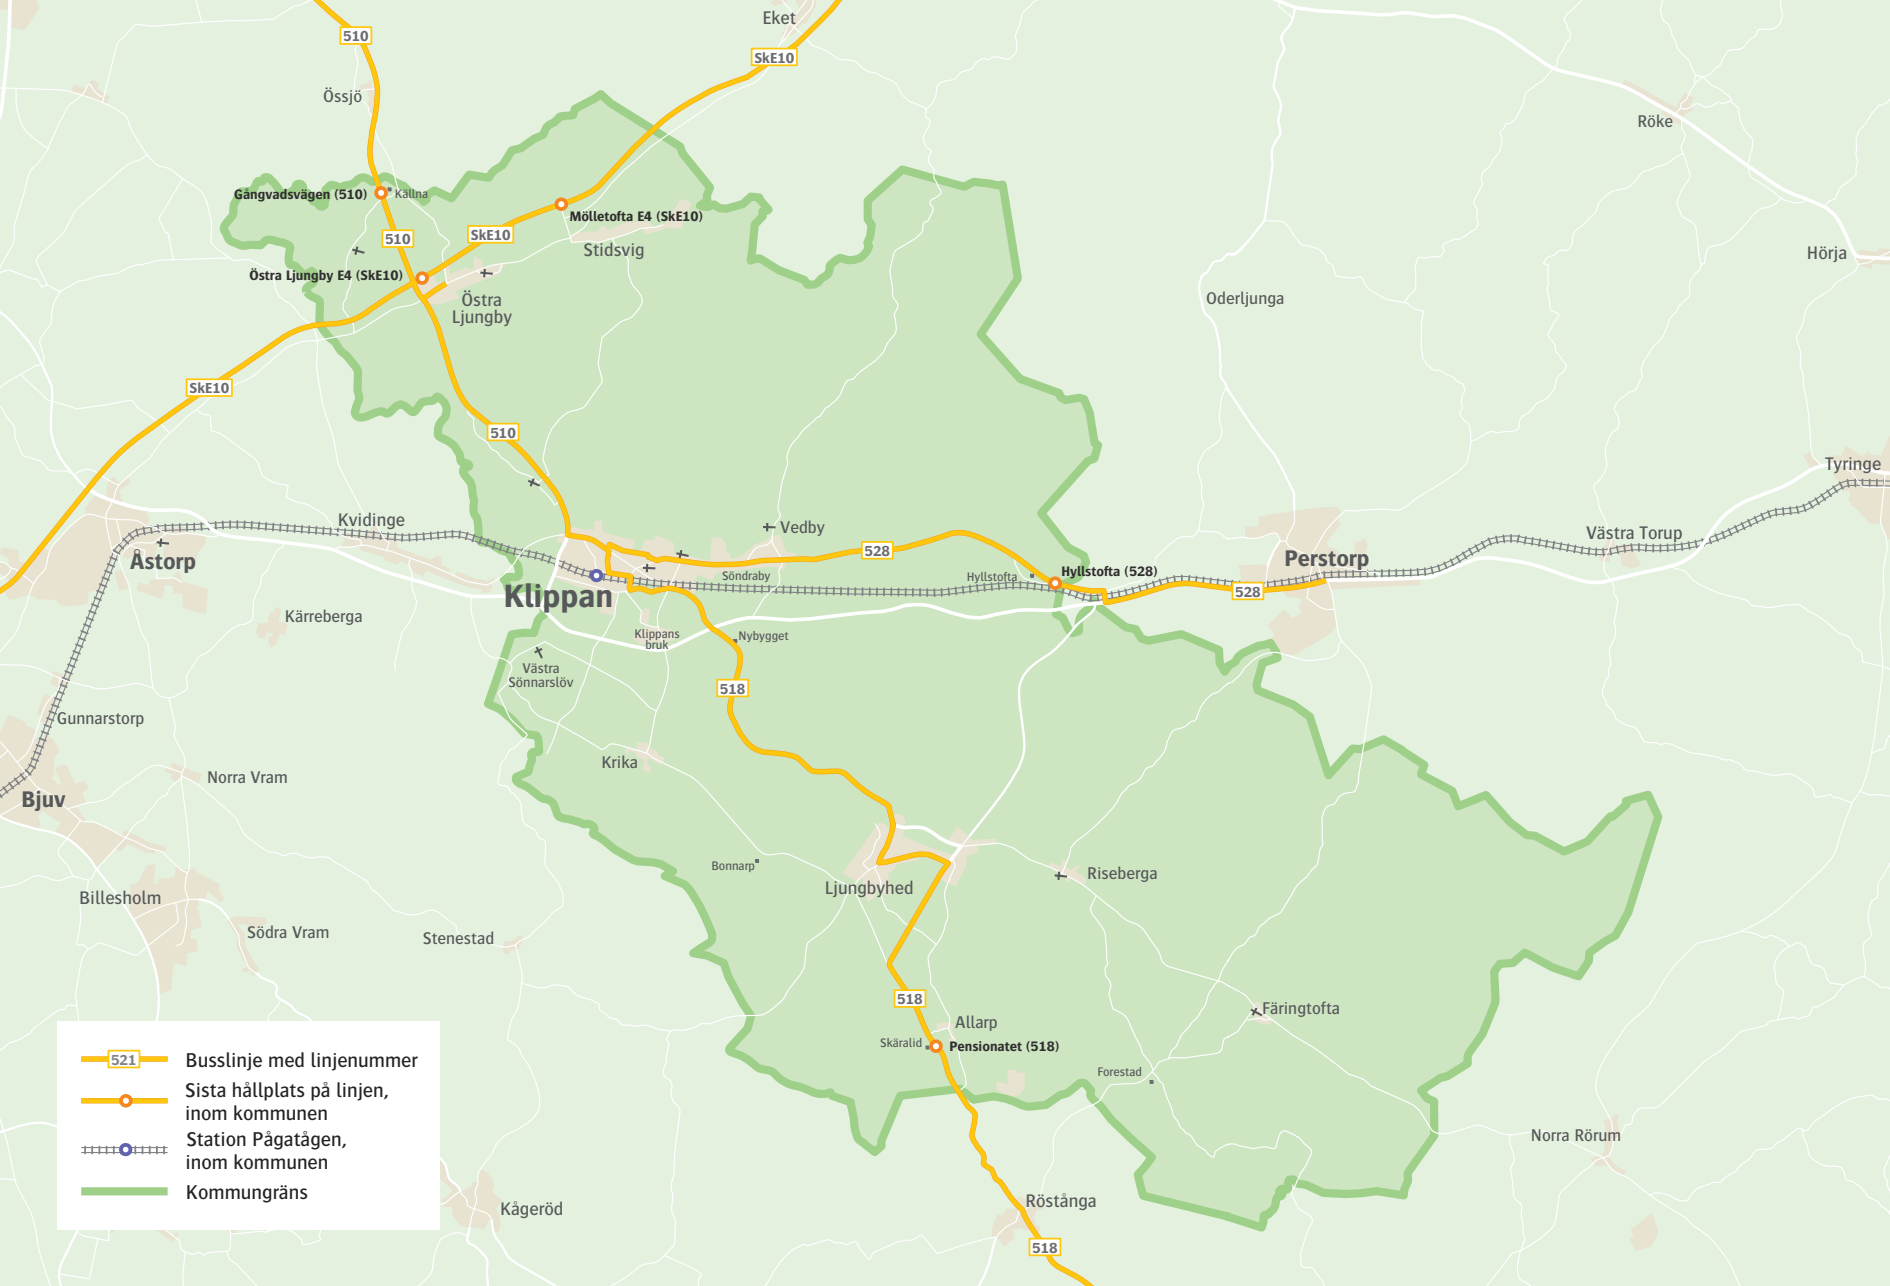 Eket
510
SkE10
Össjö
Röke
Gångvadsvägen (510)
Källna
Mölletofta E4 (SkE10)
510
SkE10
Stidsvig
Hörja
Östra Ljungby E4 (SkE10)
Östra
Ljungby
Oderljunga
SkE10
510
Tyringe
Kvidinge
Vedby
Västra Torup
528
Åstorp
Perstorp
Söndraby
Hyllstofta
Hyllstofta (528)
528
Klippan
Kärreberga
Klippans
bruk
Nybygget
Västra
Sönnarslöv
518
Gunnarstorp
Krika
Norra Vram
Bjuv
Bonnarp
Riseberga
Ljungbyhed
Billesholm
Södra Vram
Stenestad
518
Färingtofta
Allarp
Skäralid
Pensionatet (518)
Forestad
Norra Rörum
Röstånga
Kågeröd
518
521
Busslinje med linjenummer
Sista hållplats på linjen,
inom kommunen
Station Pågatågen,
inom kommunen
Kommungräns